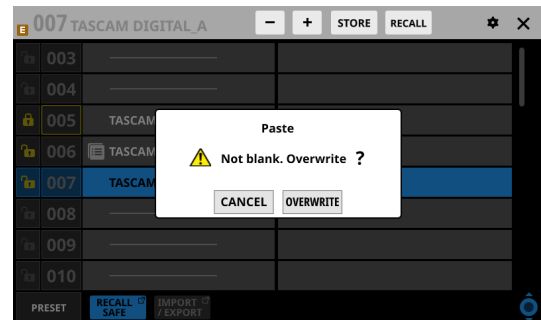 E 007 TASCAM DIGITAL_A - + STORE RECALL
003
004
005 TASCAM
006 TASCAM
007 TASCAM
008
009
010
Paste
Not blank. Overwrite ?
CANCEL OVERWRITE
PRESET RECALL SAFE IMPORT / EXPORT